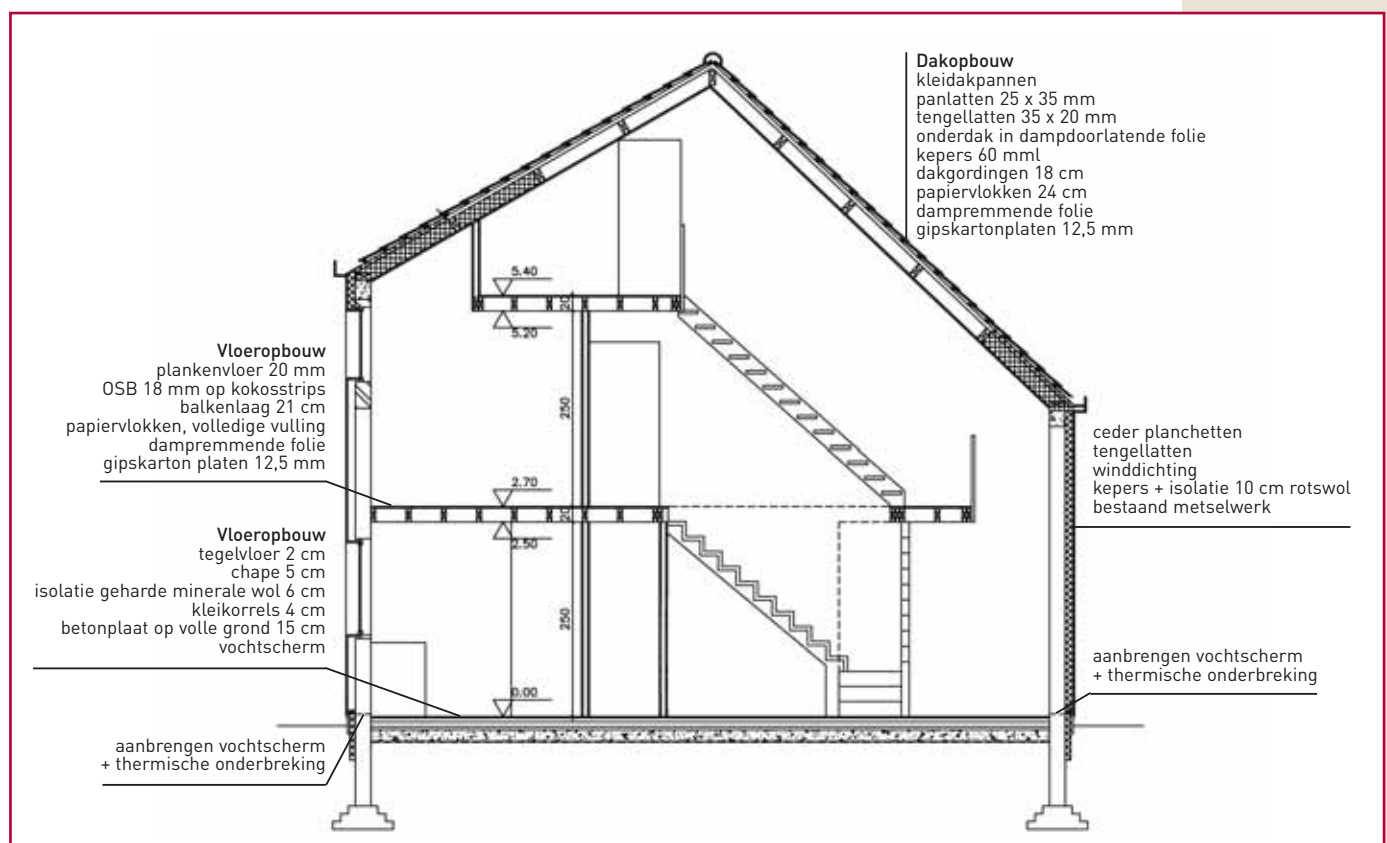 Dakopbouw
kleidakpannen
panlatten 25 x 35 mm
tengellatten 35 x 20 mm
onderdak in dampdoorlatende folie
kepers 60 mml
dakgordingen 18 cm
papiervlokken 24 cm
dampremmende folie
gipskartonplaten 12,5 mm
5.40
20
5.20
Vloeropbouw
plankenvloer 20 mm
OSB 18 mm op kokosstrips
balkenlaag 21 cm
papiervlokken, volledige vulling
dampremmende folie
gipskarton platen 12,5 mm
250
ceder planchetten
tengellatten
winddichting
kepers + isolatie 10 cm rotswol
bestaand metselwerk
2.70
20
2.50
Vloeropbouw
tegelvloer 2 cm
chape 5 cm
isolatie geharde minerale wol 6 cm
kleikorrels 4 cm
betonplaat op volle grond 15 cm
vochtscherm
250
0.00
aanbrengen vochtscherm
+ thermische onderbreking
aanbrengen vochtscherm
+ thermische onderbreking